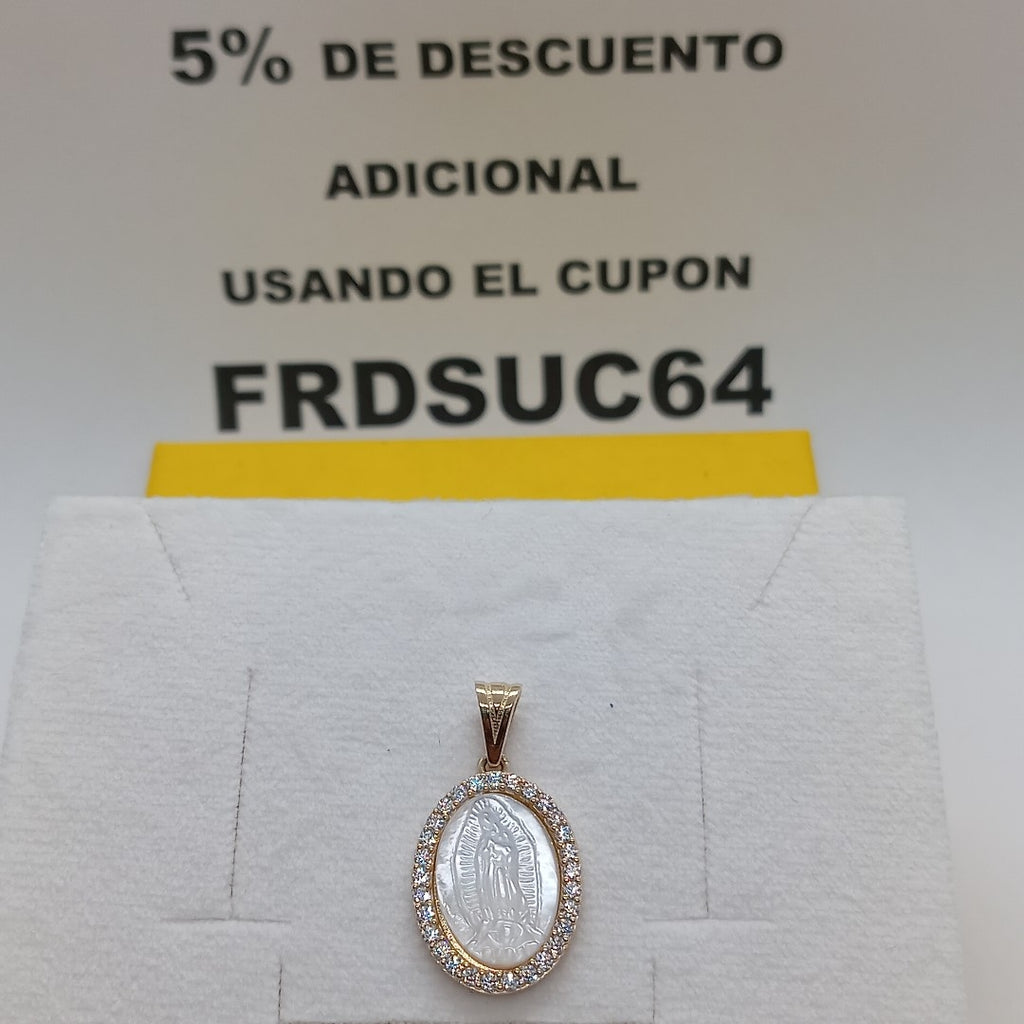 5% DE DESCUENTO
ADICIONAL
USANDO EL CUPON
FRDSUC64